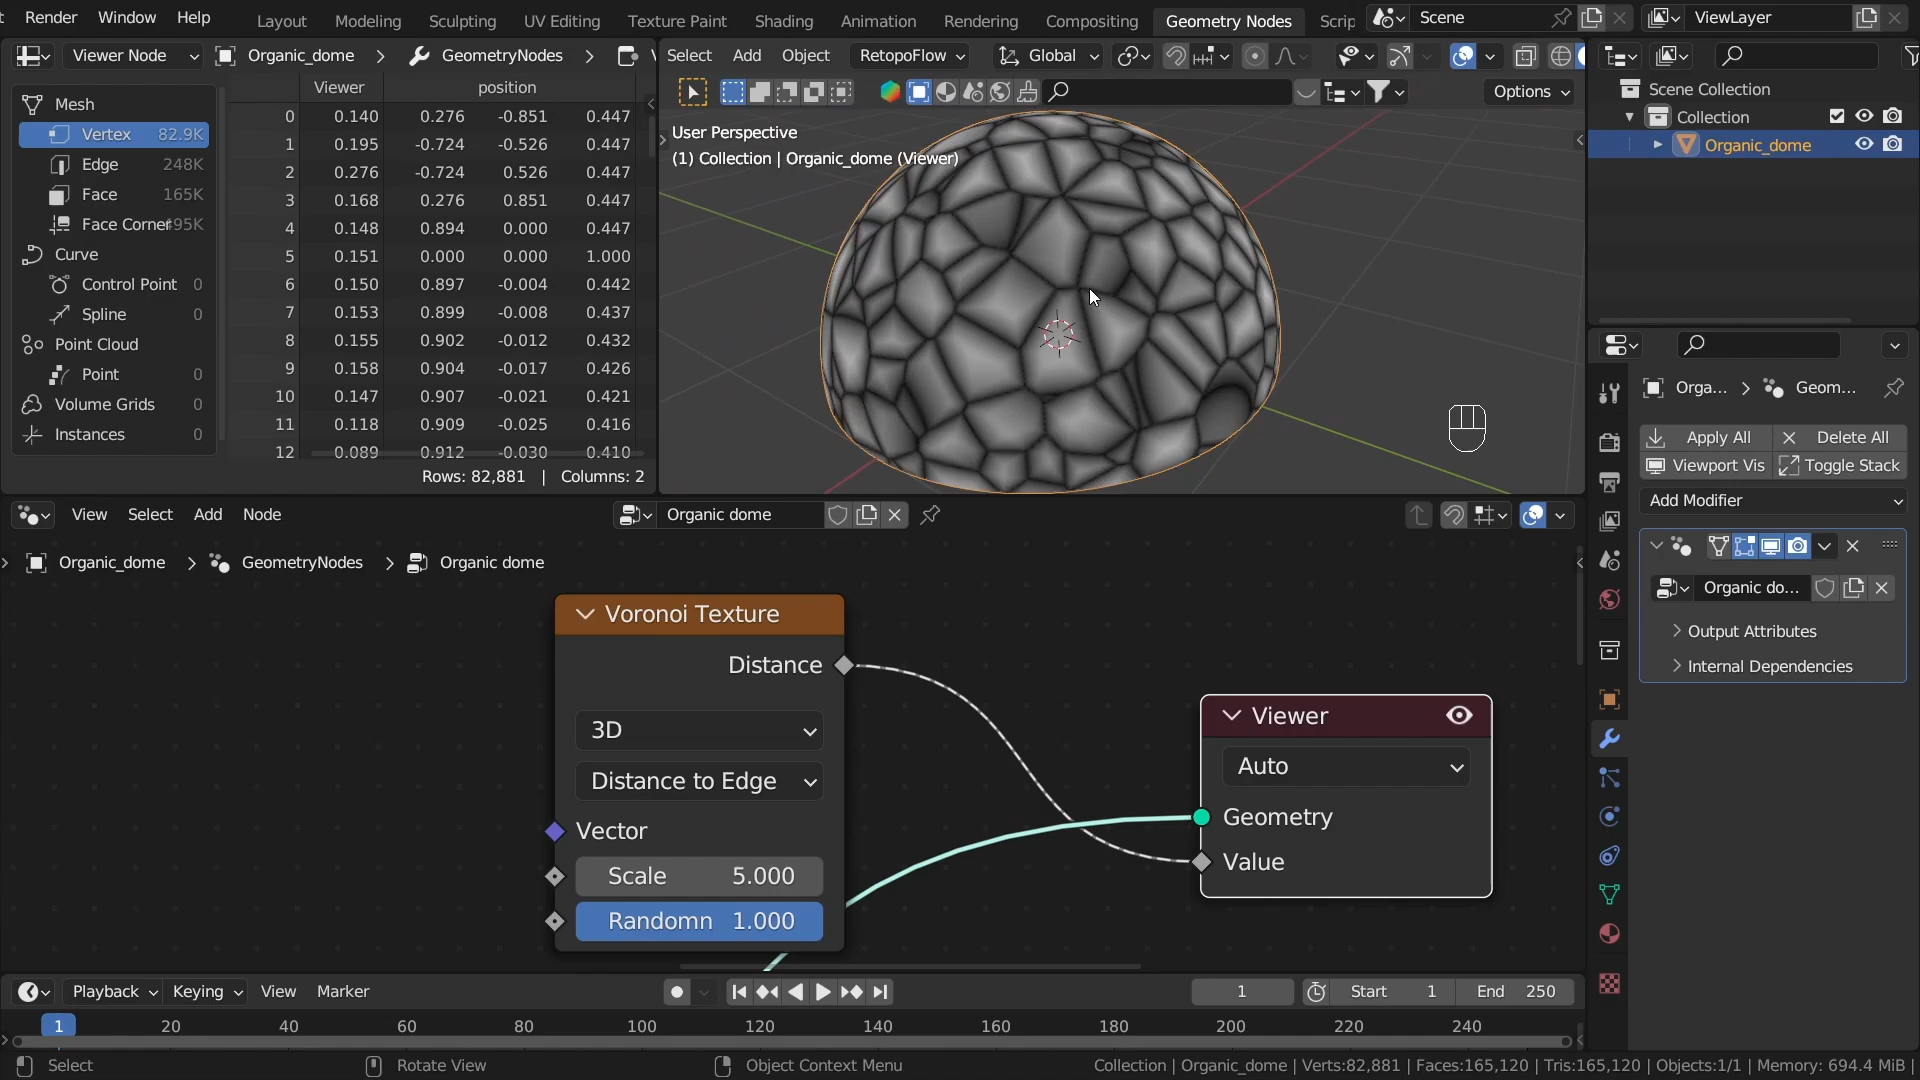 Render Window Help Layout Modeling Sculpting UV Editing Texture Paint Shading Animation Rendering Compositing Geometry Nodes Scrip Scene ViewLayer
Viewer Node Organic_dome GeometryNodes
Select Add Object RetopoFlow Global
Options
Viewer position
Mesh
Vertex 82.9K
Edge 248K
Face 165K
Face Corner 95K
Curve
Control Point 0
Spline 0
Point Cloud
Point 0
Volume Grids 0
Instances 0
0 0.140 0.276 -0.851 0.447
1 0.195 -0.724 -0.526 0.447
2 0.276 -0.724 0.526 0.447
3 0.168 0.276 0.851 0.447
4 0.148 0.894 0.000 0.447
5 0.151 0.000 0.000 1.000
6 0.150 0.897 -0.004 0.442
7 0.153 0.899 -0.008 0.437
8 0.155 0.902 -0.012 0.432
9 0.158 0.904 -0.017 0.426
10 0.147 0.907 -0.021 0.421
11 0.118 0.909 -0.025 0.416
12 0.089 0.912 -0.030 0.410
Rows: 82,881 | Columns: 2
User Perspective
(1) Collection | Organic_dome (Viewer)
Scene Collection
Collection
Organic_dome
Orga... Geom...
Apply All Delete All
Viewport Vis Toggle Stack
Add Modifier
Organic do...
Output Attributes
Internal Dependencies
View Select Add Node Organic dome
Organic_dome GeometryNodes Organic dome
Voronoi Texture
Distance
3D
Distance to Edge
Vector
Scale 5.000
Randomn 1.000
Viewer
Auto
Geometry
Value
Playback Keying View Marker 1 Start 1 End 250
1 20 40 60 80 100 120 140 160 180 200 220 240
Select Rotate View Object Context Menu Collection | Organic_dome | Verts:82,881 | Faces:165,120 | Tris:165,120 | Objects:1/1 | Memory: 694.4 MiB |